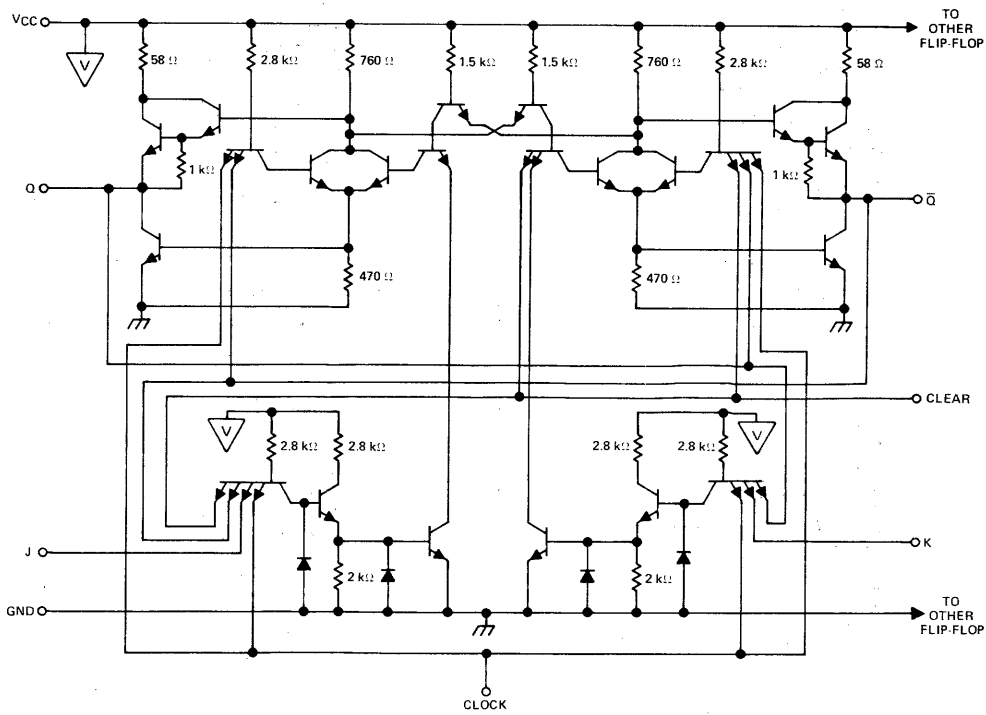 VCC
TO
OTHER
FLIP-FLOP
V
58 Ω
2.8 kΩ
760 Ω
1.5 kΩ
1.5 kΩ
760 Ω
2.8 kΩ
58 Ω
1 kΩ
1 kΩ
Q
Q̅
470 Ω
470 Ω
CLEAR
V
V
2.8 kΩ
2.8 kΩ
2.8 kΩ
2.8 kΩ
J
K
2 kΩ
2 kΩ
GND
TO
OTHER
FLIP-FLOP
CLOCK